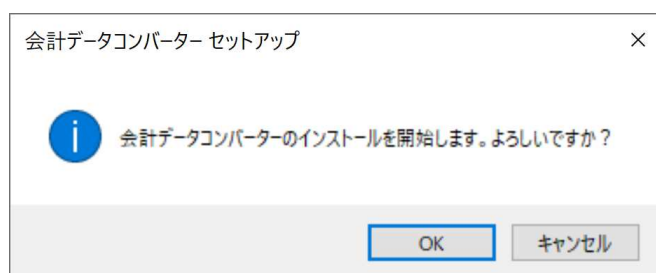 会計データコンバーター セットアップ
会計データコンバーターのインストールを開始します。よろしいですか？
OK
キャンセル